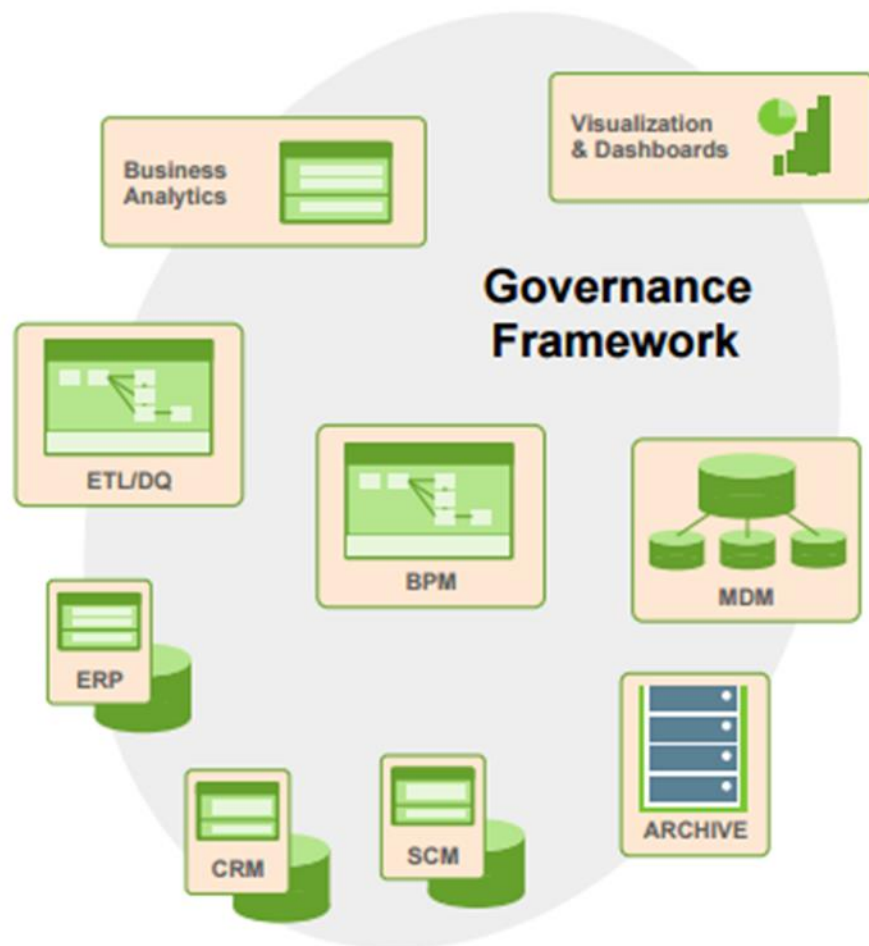 Business
Analytics
Visualization
& Dashboards
Governance
Framework
ETL/DQ
BPM
MDM
ERP
CRM
SCM
ARCHIVE